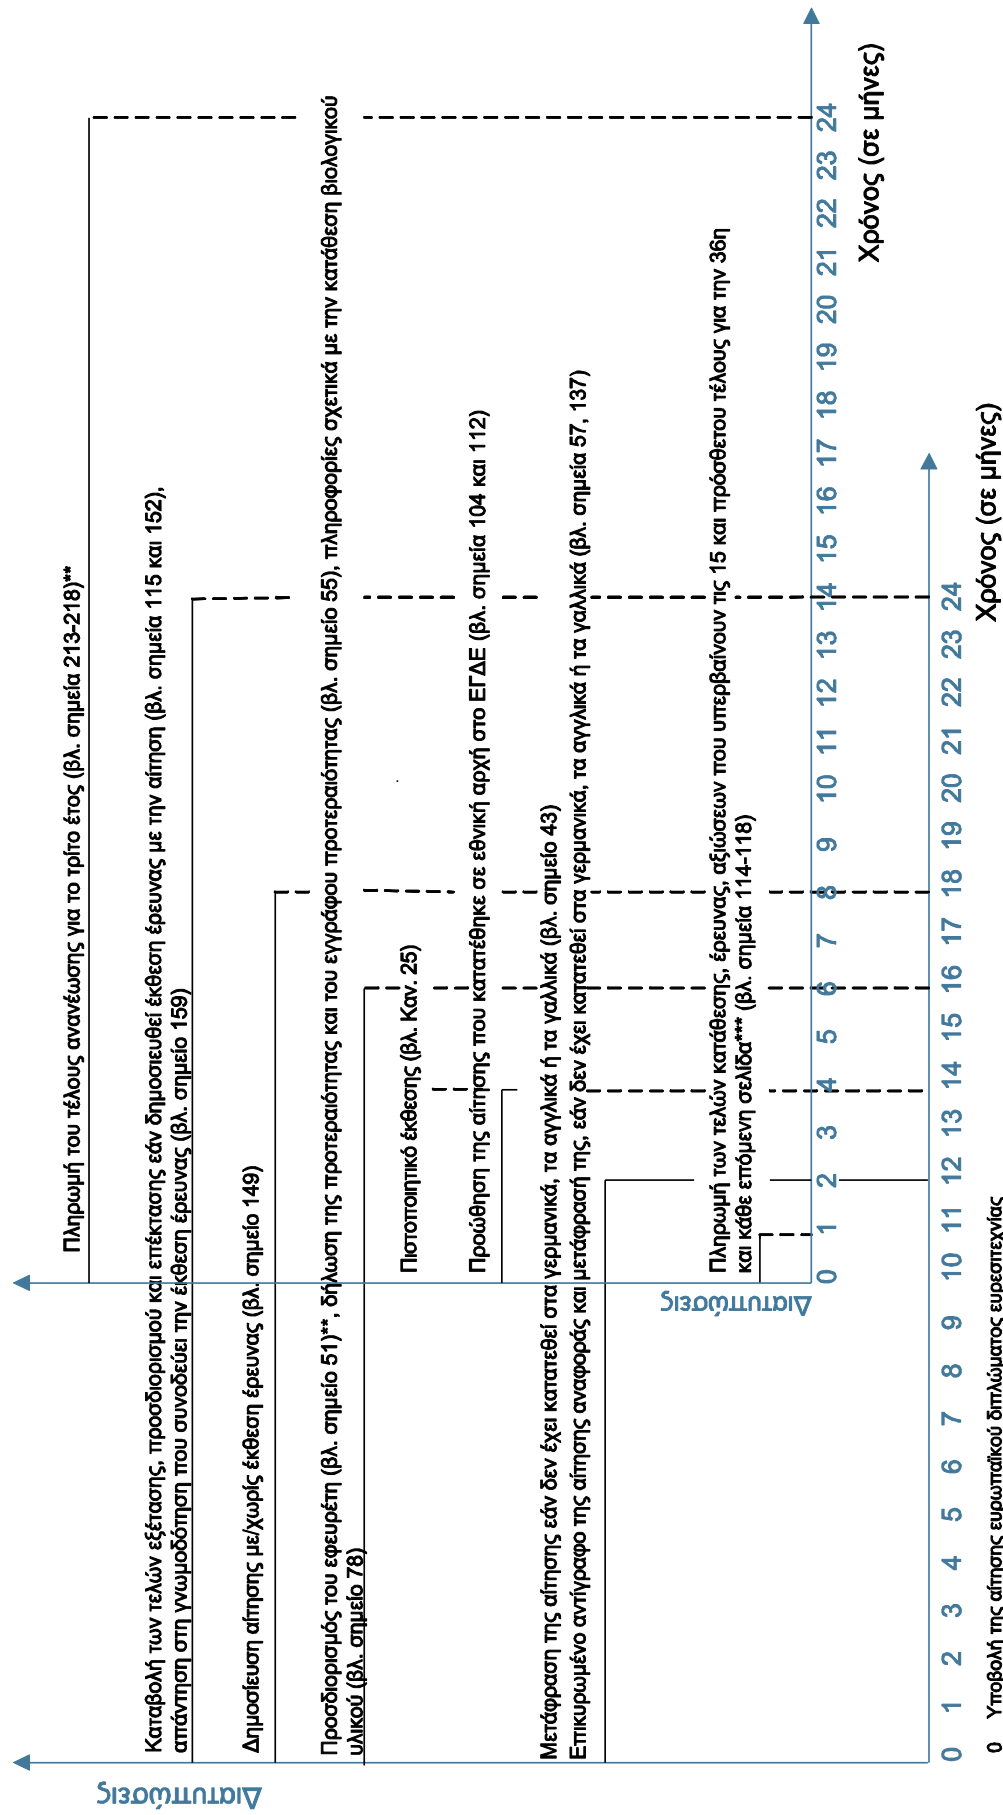 Διατυπώσεις
Πληρωμή του τέλους ανανέωσης για το τρίτο έτος (βλ. σημεία 213-218)**
Καταβολή των τελών εξέτασης, προσδιορισμού και επέκτασης εάν δημοσιευθεί έκθεση έρευνας με την αίτηση (βλ. σημεία 115 και 152),
απάντηση στη γνωμοδότηση που συνοδεύει την έκθεση έρευνας (βλ. σημείο 159)
Δημοσίευση αίτησης με/χωρίς έκθεση έρευνας (βλ. σημείο 149)
Προσδιορισμός του εφευρέτη (βλ. σημείο 51)**, δήλωση της προτεραιότητας και του εγγράφου προτεραιότητας (βλ. σημείο 55), πληροφορίες σχετικά με την κατάθεση βιολογικού
υλικού (βλ. σημείο 78)
Πιστοποιητικό έκθεσης (βλ. Καν. 25)
Προώθηση της αίτησης που κατατέθηκε σε εθνική αρχή στο ΕΓΔΕ (βλ. σημεία 104 και 112)
Μετάφραση της αίτησης εάν δεν έχει κατατεθεί στα γερμανικά, τα αγγλικά ή τα γαλλικά (βλ. σημείο 43)
Επικυρωμένο αντίγραφο της αίτησης αναφοράς και μετάφρασή της, εάν δεν έχει κατατεθεί στα γερμανικά, τα αγγλικά ή τα γαλλικά (βλ. σημεία 57, 137)
Διατυπώσεις
Πληρωμή των τελών κατάθεσης, έρευνας, αξιώσεων που υπερβαίνουν τις 15 και πρόσθετου τέλους για την 36η
και κάθε επόμενη σελίδα*** (βλ. σημεία 114-118)
0 1 2 3 4 5 6 7 8 9 10 11 12 13 14 15 16 17 18 19 20 21 22 23 24
Χρόνος (σε μήνες)
0 1 2 3 4 5 6 7 8 9 10 11 12 13 14 15 16 17 18 19 20 21 22 23 24
Χρόνος (σε μήνες)
0 Υποβολή της αίτησης ευρωπαϊκού διπλώματος ευρεσιτεχνίας